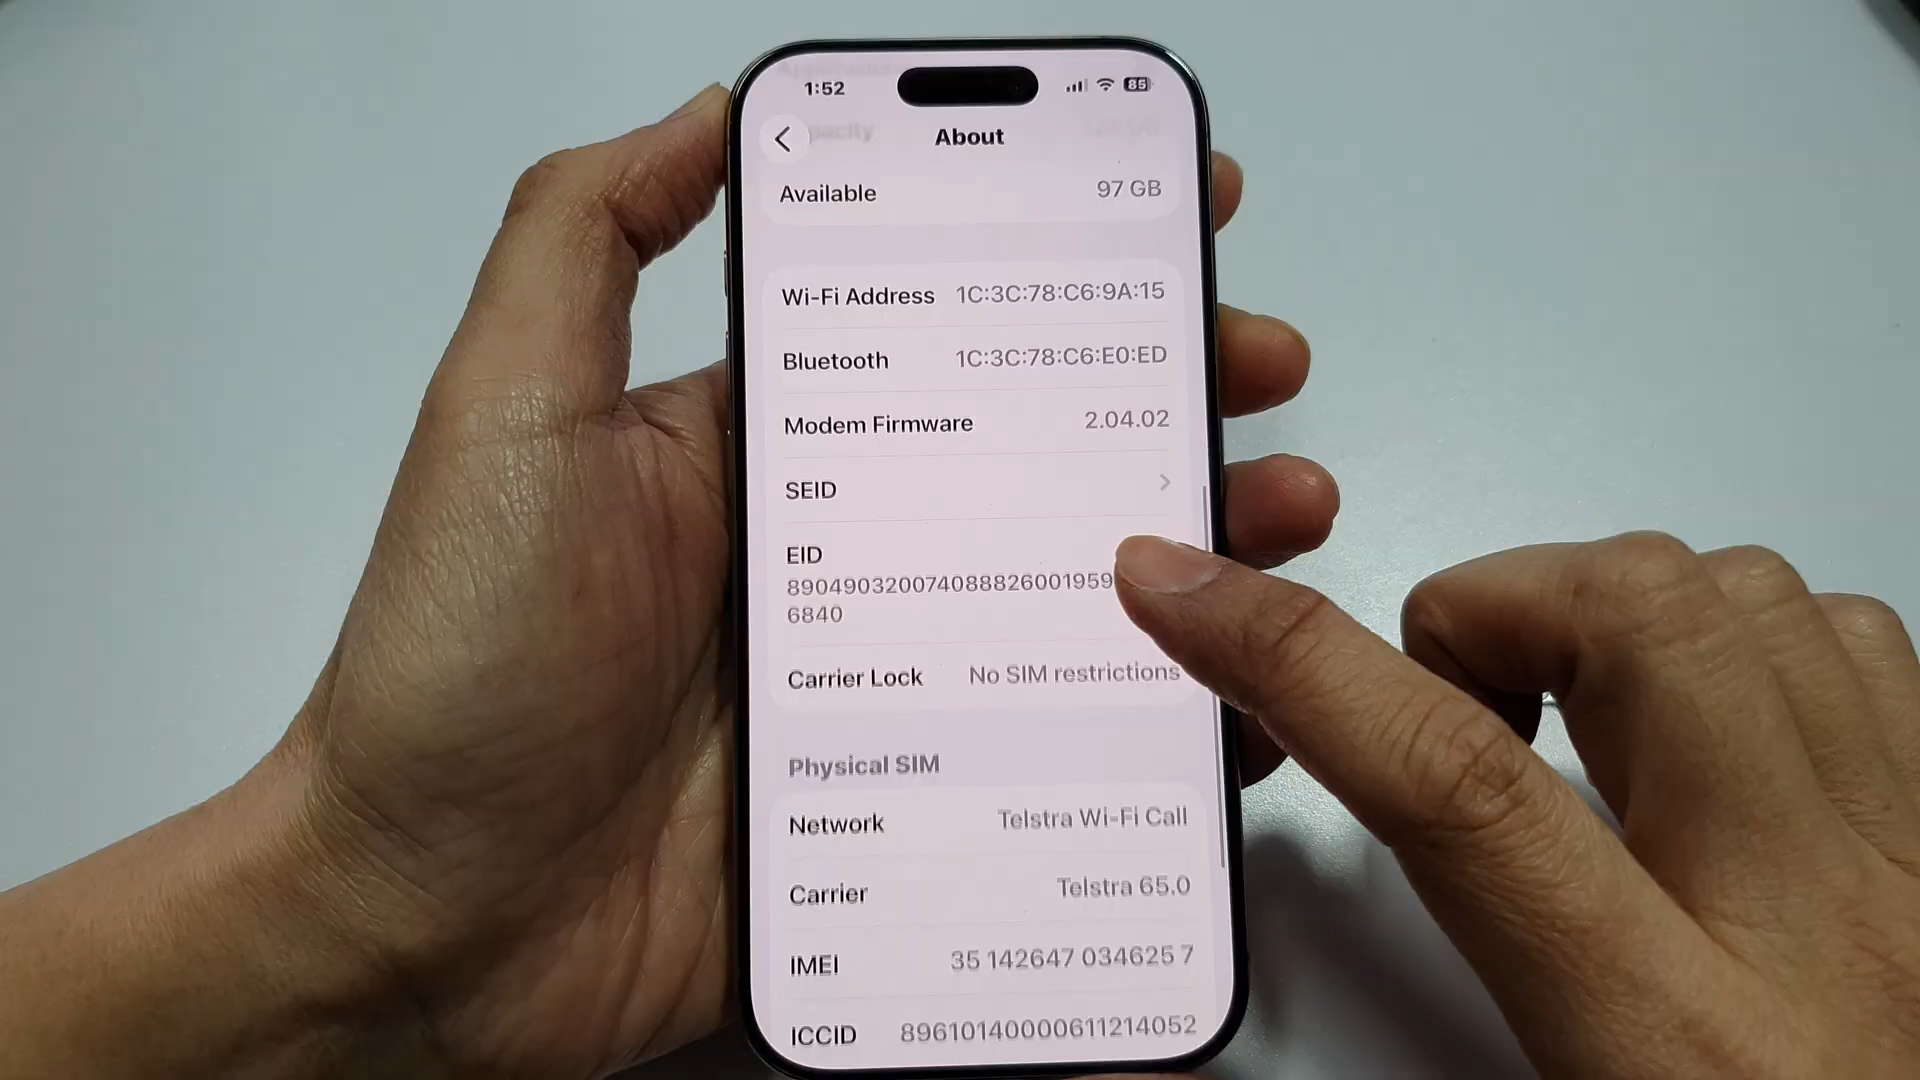 1:52
85
About
Available 97 GB
Wi-Fi Address 1C:3C:78:C6:9A:15
Bluetooth 1C:3C:78:C6:E0:ED
Modem Firmware 2.04.02
SEID
EID
890490320074088826001959
6840
Carrier Lock No SIM restrictions
Physical SIM
Network Telstra Wi-Fi Call
Carrier Telstra 65.0
IMEI 35 142647 034625 7
ICCID 89610140000611214052